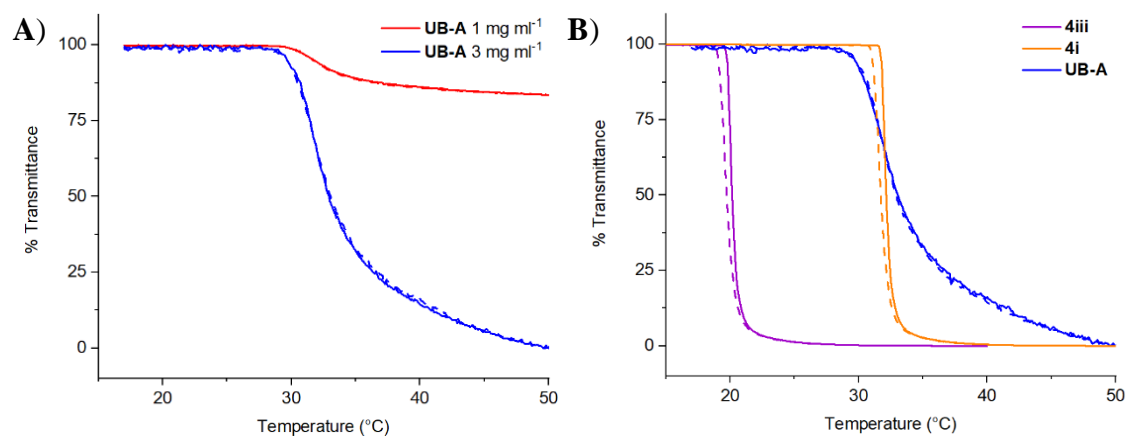 A)
UB-A 1 mg ml-1
UB-A 3 mg ml-1
100
75
50
25
0
% Transmittance
20
30
40
50
Temperature (°C)
B)
4iii
4i
UB-A
100
75
50
25
0
% Transmittance
20
30
40
50
Temperature (°C)